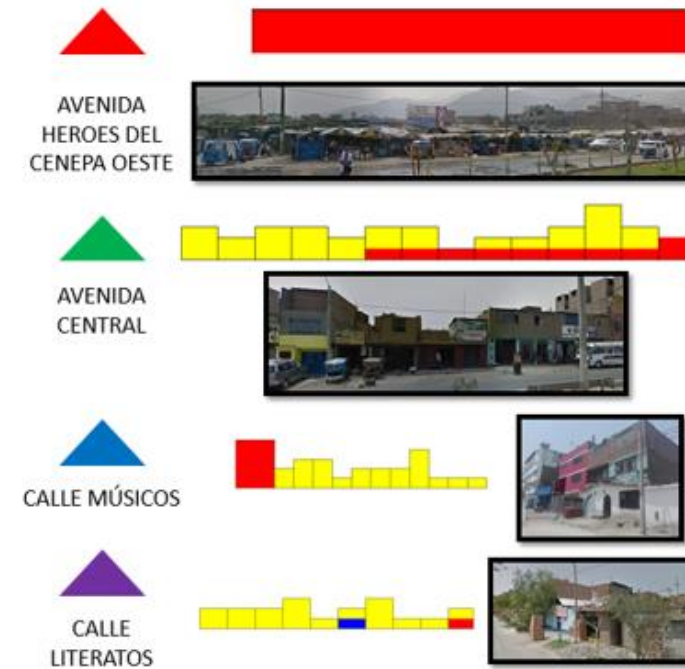 AVENIDA
HEROES DEL
CENEPA OESTE
AVENIDA
CENTRAL
CALLE MÚSICOS
CALLE
LITERATOS